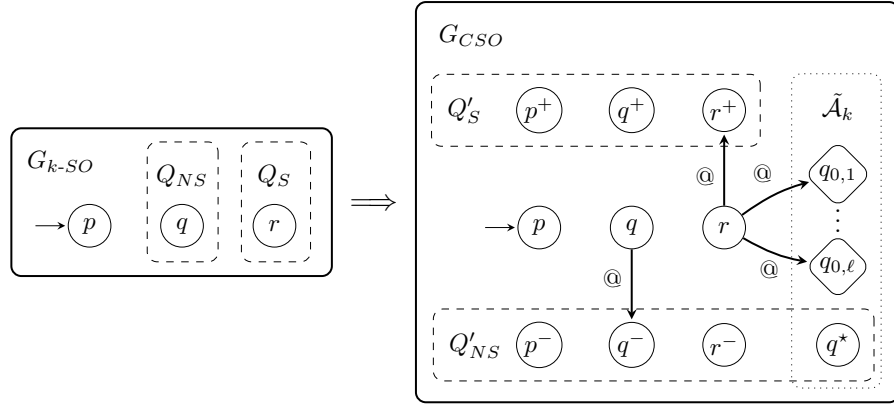 G_{k-SO}
Q_{NS} Q_S
p q r
⟹
G_{CSO}
Q'_S p^+ q^+ r^+ Ã_k
@ @ q_{0,1}
p q r ⋮
@ @ q_{0,ℓ}
Q'_{NS} p^- q^- r^- q^⋆